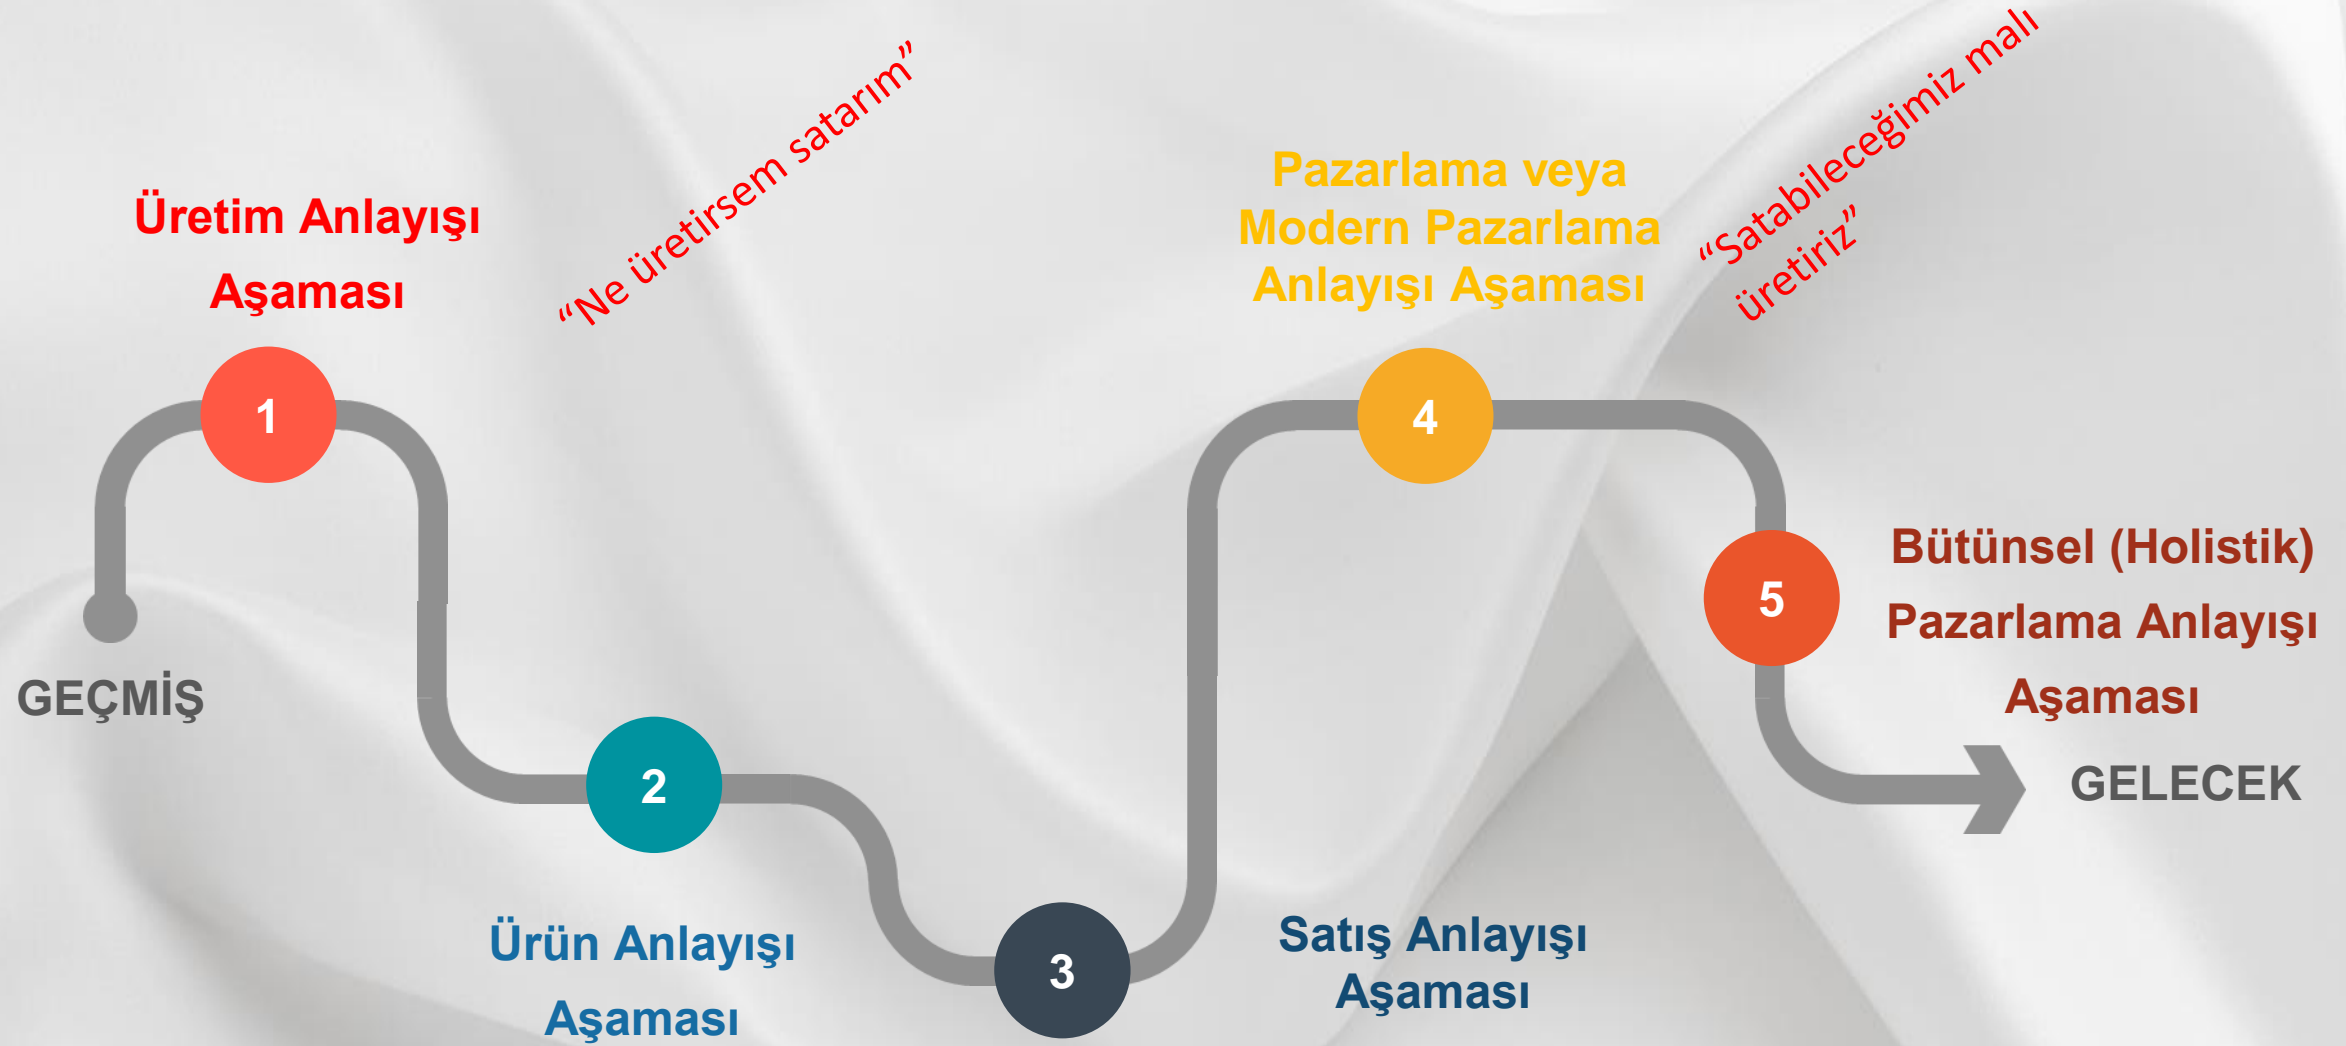 Üretim Anlayışı
Aşaması
“Ne üretirsem satarım”
Pazarlama veya
Modern Pazarlama
Anlayışı Aşaması
“Satabileceğimiz malı
üretiriz”
1
4
GEÇMİŞ
5
Bütünsel (Holistik)
Pazarlama Anlayışı
Aşaması
GELECEK
2
Ürün Anlayışı
Aşaması
3
Satış Anlayışı
Aşaması